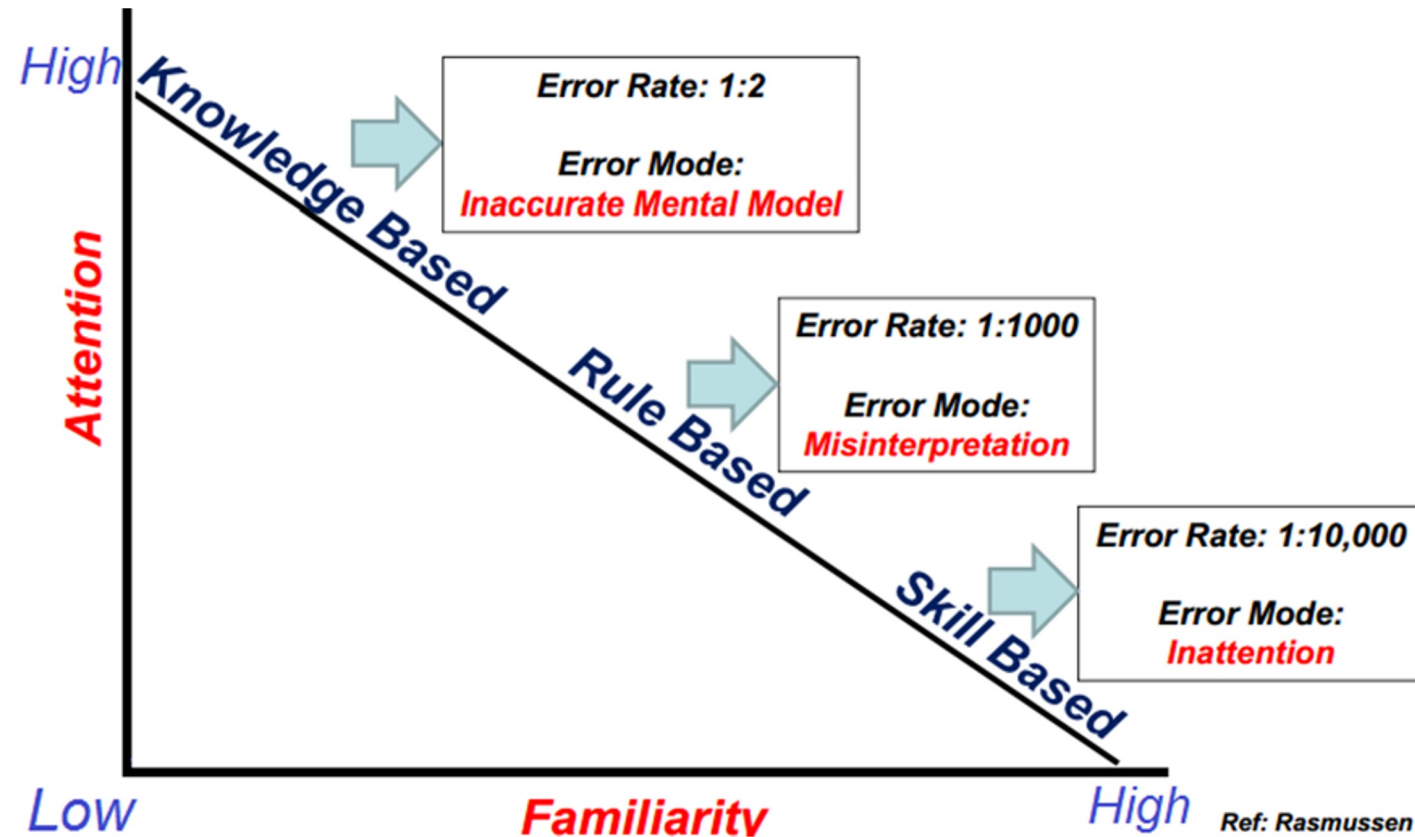 High
Knowledge Based
Error Rate: 1:2
Error Mode:
Inaccurate Mental Model
Attention
Rule Based
Error Rate: 1:1000
Error Mode:
Misinterpretation
Skill Based
Error Rate: 1:10,000
Error Mode:
Inattention
Low
Familiarity
High
Ref: Rasmussen